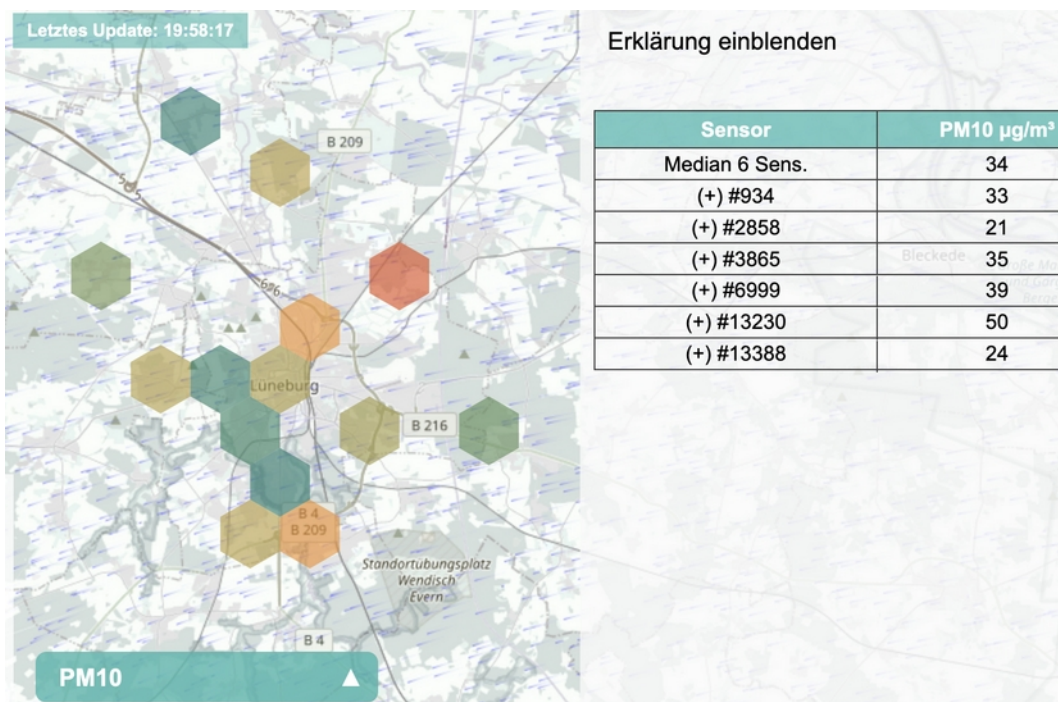 Letztes Update: 19:58:17
Erklärung einblenden
B 209
Sensor PM10 µg/m³
Median 6 Sens. 34
(+) #934 33
(+) #2858 21
(+) #3865 35
(+) #6999 39
(+) #13230 50
(+) #13388 24
Bleckede
Lüneburg
B 216
B 4
B 209
Standortübungsplatz
Wendisch
Evern
B 4
PM10 ▲